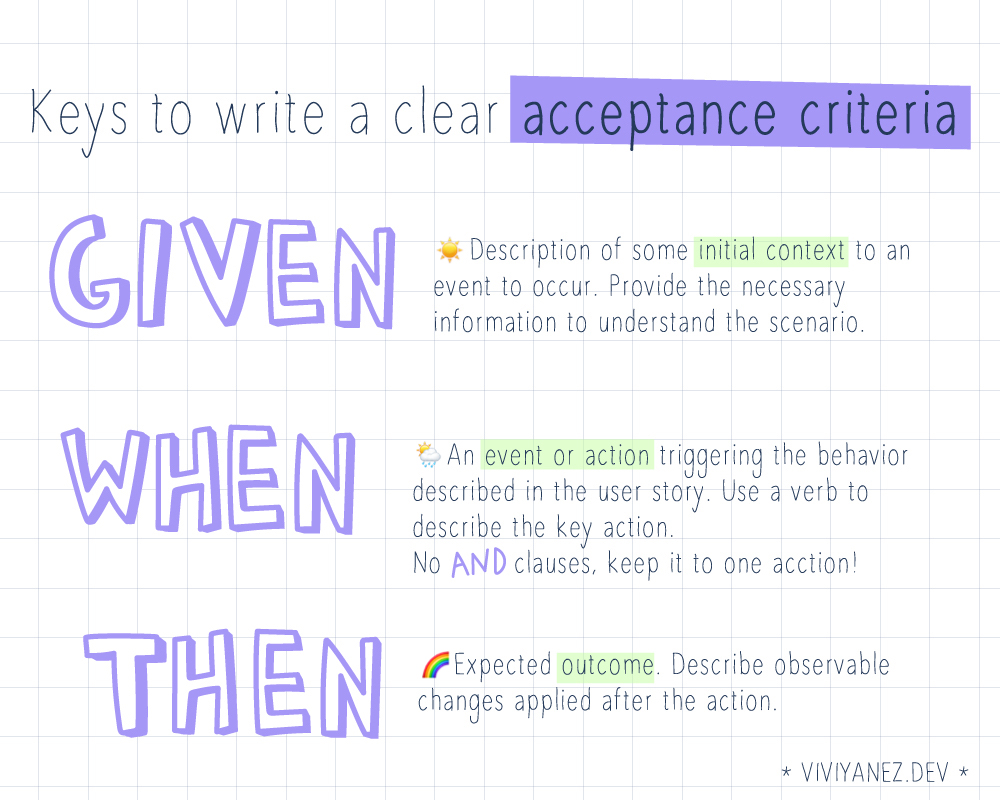 Keys to write a clear acceptance criteria
GIVEN
☀️ Description of some initial context to an
event to occur. Provide the necessary
information to understand the scenario.
WHEN
🌦️ An event or action triggering the behavior
described in the user story. Use a verb to
describe the key action.
No AND clauses, keep it to one acction!
THEN
🌈 Expected outcome. Describe observable
changes applied after the action.
* VIVIYANEZ.DEV *